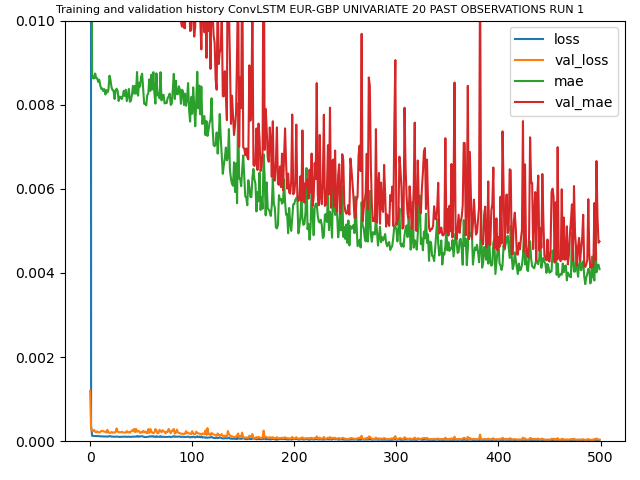 Training and validation history ConvLSTM EUR-GBP UNIVARIATE 20 PAST OBSERVATIONS RUN 1
0.010
0.008
0.006
0.004
0.002
0.000
0 100 200 300 400 500
loss
val_loss
mae
val_mae